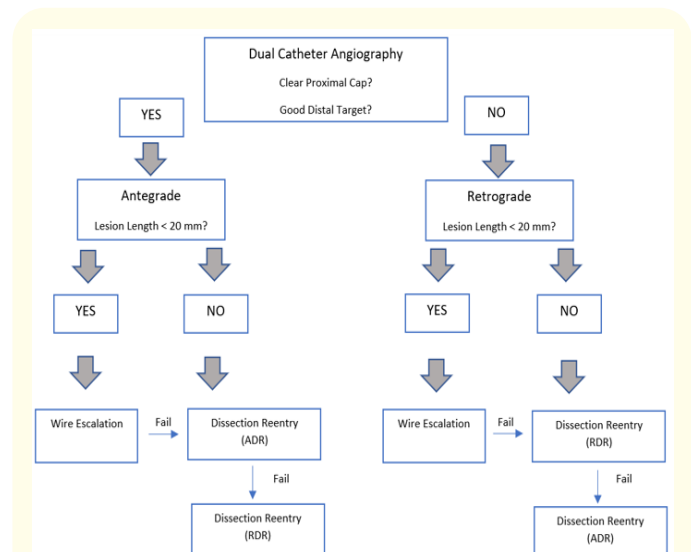 Dual Catheter Angiography
Clear Proximal Cap?
Good Distal Target?
YES
NO
Antegrade
Lesion Length < 20 mm?
Retrograde
Lesion Length < 20 mm?
YES
NO
YES
NO
Wire Escalation
Fail
Dissection Reentry
(ADR)
Wire Escalation
Fail
Dissection Reentry
(RDR)
Fail
Fail
Dissection Reentry
(RDR)
Dissection Reentry
(ADR)